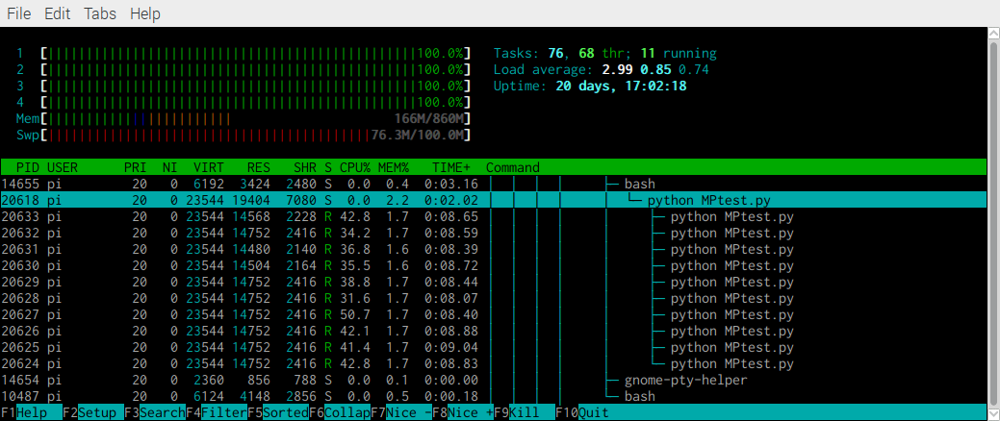 File Edit Tabs Help
1 [100.0%] Tasks: 76, 68 thr; 11 running
2 [100.0%] Load average: 2.99 0.85 0.74
3 [100.0%] Uptime: 20 days, 17:02:18
4 [100.0%]
Mem[166M/860M]
Swp[76.3M/100.0M]
PID USER PRI NI VIRT RES SHR S CPU% MEM% TIME+ Command
14655 pi 20 0 6192 3424 2480 S 0.0 0.4 0:03.16 bash
20618 pi 20 0 23544 19404 7080 S 0.0 2.2 0:02.02 python MPtest.py
20633 pi 20 0 23544 14568 2228 R 42.8 1.7 0:08.65 python MPtest.py
20632 pi 20 0 23544 14752 2416 R 34.2 1.7 0:08.59 python MPtest.py
20631 pi 20 0 23544 14480 2140 R 36.8 1.6 0:08.39 python MPtest.py
20630 pi 20 0 23544 14504 2164 R 35.5 1.6 0:08.72 python MPtest.py
20629 pi 20 0 23544 14752 2416 R 38.8 1.7 0:08.44 python MPtest.py
20628 pi 20 0 23544 14752 2416 R 31.6 1.7 0:08.07 python MPtest.py
20627 pi 20 0 23544 14752 2416 R 50.7 1.7 0:08.40 python MPtest.py
20626 pi 20 0 23544 14752 2416 R 42.1 1.7 0:08.88 python MPtest.py
20625 pi 20 0 23544 14752 2416 R 41.4 1.7 0:09.04 python MPtest.py
20624 pi 20 0 23544 14752 2416 R 42.8 1.7 0:08.83 python MPtest.py
14654 pi 20 0 2360 856 788 S 0.0 0.1 0:00.00 gnome-pty-helper
10487 pi 20 0 6124 4148 2856 S 0.0 0.5 0:00.18 bash
F1Help F2Setup F3SearchF4FilterF5SortedF6CollapF7Nice -F8Nice +F9Kill F10Quit